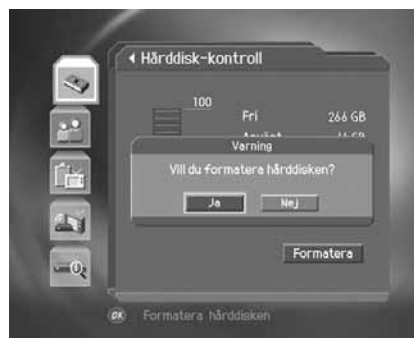 Hårddisk-kontroll
100
Fri 266 GB
Varning
Vill du formatera hårddisken?
Ja Nej
Formatera
OK Formatera hårddisken